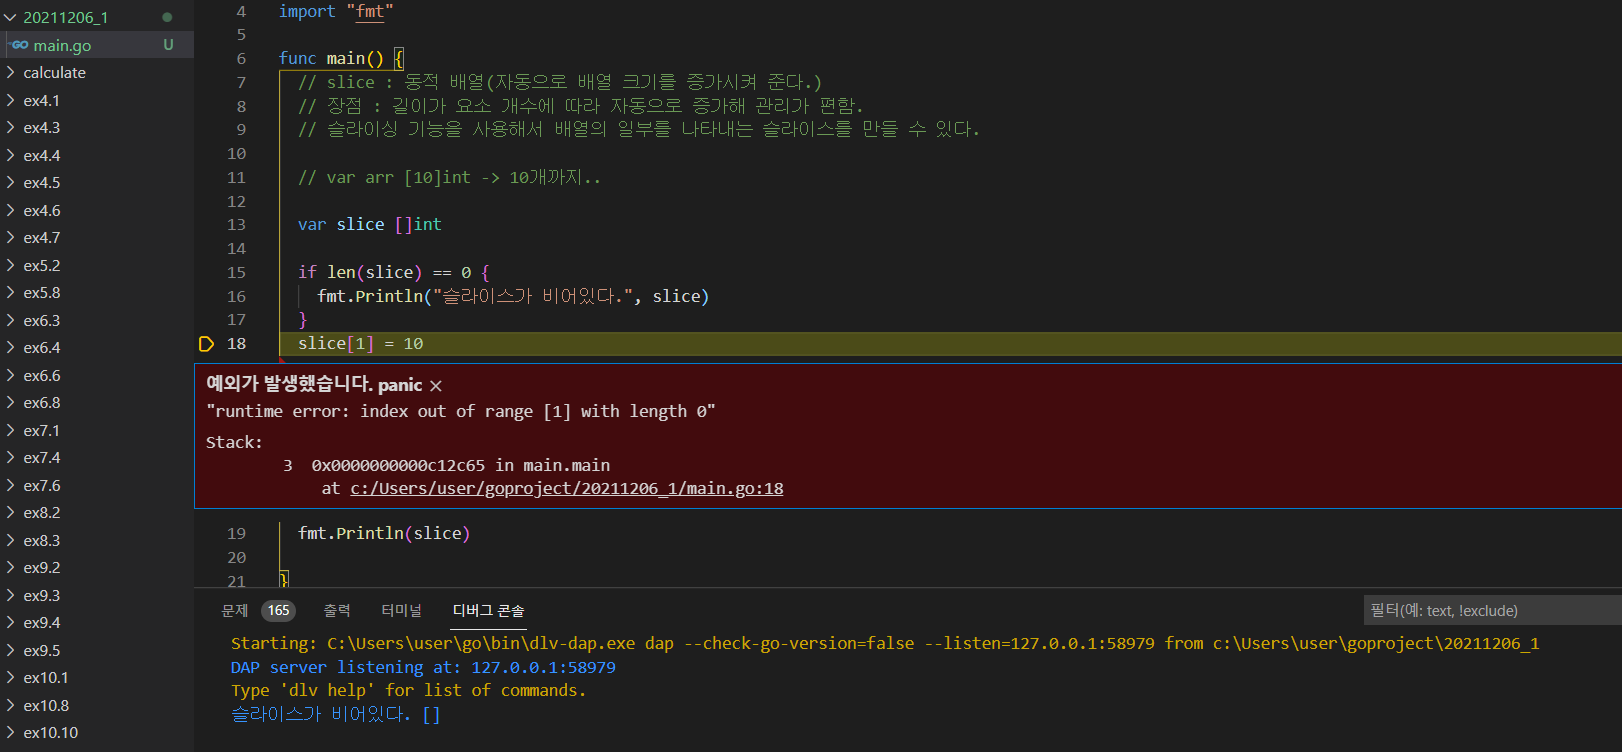 20211206_1
main.go U
calculate
ex4.1
ex4.3
ex4.4
ex4.5
ex4.6
ex4.7
ex5.2
ex5.8
ex6.3
ex6.4
ex6.6
ex6.8
ex7.1
ex7.4
ex7.6
ex8.2
ex8.3
ex9.2
ex9.3
ex9.4
ex9.5
ex10.1
ex10.8
ex10.10
4 import "fmt"
5
6 func main() {
7 // slice : 동적 배열(자동으로 배열 크기를 증가시켜 준다.)
8 // 장점 : 길이가 요소 개수에 따라 자동으로 증가해 관리가 편함.
9 // 슬라이싱 기능을 사용해서 배열의 일부를 나타내는 슬라이스를 만들 수 있다.
10
11 // var arr [10]int -> 10개까지..
12
13 var slice []int
14
15 if len(slice) == 0 {
16 fmt.Println("슬라이스가 비어있다.", slice)
17 }
18 slice[1] = 10
예외가 발생했습니다. panic ×
"runtime error: index out of range [1] with length 0"
Stack:
3 0x0000000000c12c65 in main.main
at c:/Users/user/goproject/20211206_1/main.go:18
19 fmt.Println(slice)
20
21 }
문제 165 출력 터미널 디버그 콘솔 필터(예: text, !exclude)
Starting: C:\Users\user\go\bin\dlv-dap.exe dap --check-go-version=false --listen=127.0.0.1:58979 from c:\Users\user\goproject\20211206_1
DAP server listening at: 127.0.0.1:58979
Type 'dlv help' for list of commands.
슬라이스가 비어있다. []